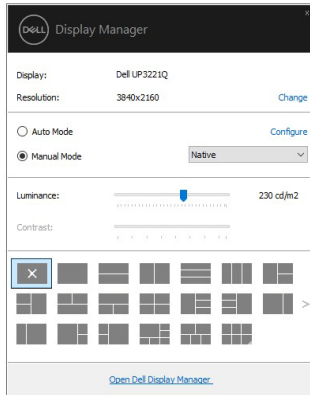 DELL Display Manager
Display: Dell UP3221Q
Resolution: 3840x2160 Change
Auto Mode Configure
Manual Mode Native
Luminance: 230 cd/m2
Contrast:
Open Dell Display Manager